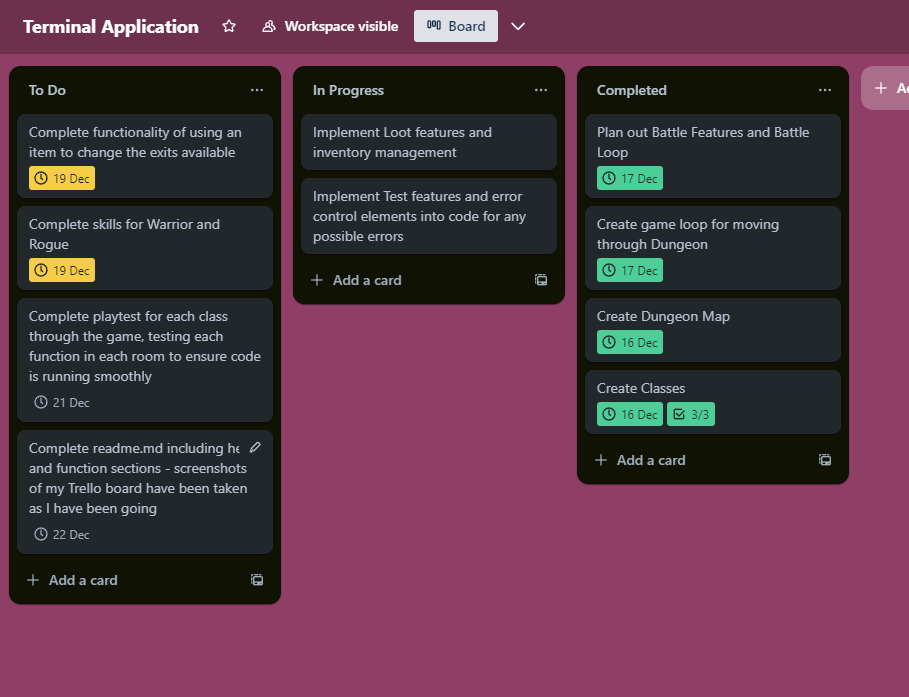 Terminal Application
Workspace visible
Board
To Do
Complete functionality of using an
item to change the exits available
19 Dec
Complete skills for Warrior and
Rogue
19 Dec
Complete playtest for each class
through the game, testing each
function in each room to ensure code
is running smoothly
21 Dec
Complete readme.md including
and function sections - screenshots
of my Trello board have been taken
as I have been going
22 Dec
+ Add a card
In Progress
Implement Loot features and
inventory management
Implement Test features and error
control elements into code for any
possible errors
+ Add a card
Completed
Plan out Battle Features and Battle
Loop
17 Dec
Create game loop for moving
through Dungeon
17 Dec
Create Dungeon Map
16 Dec
Create Classes
16 Dec 3/3
+ Add a card
+